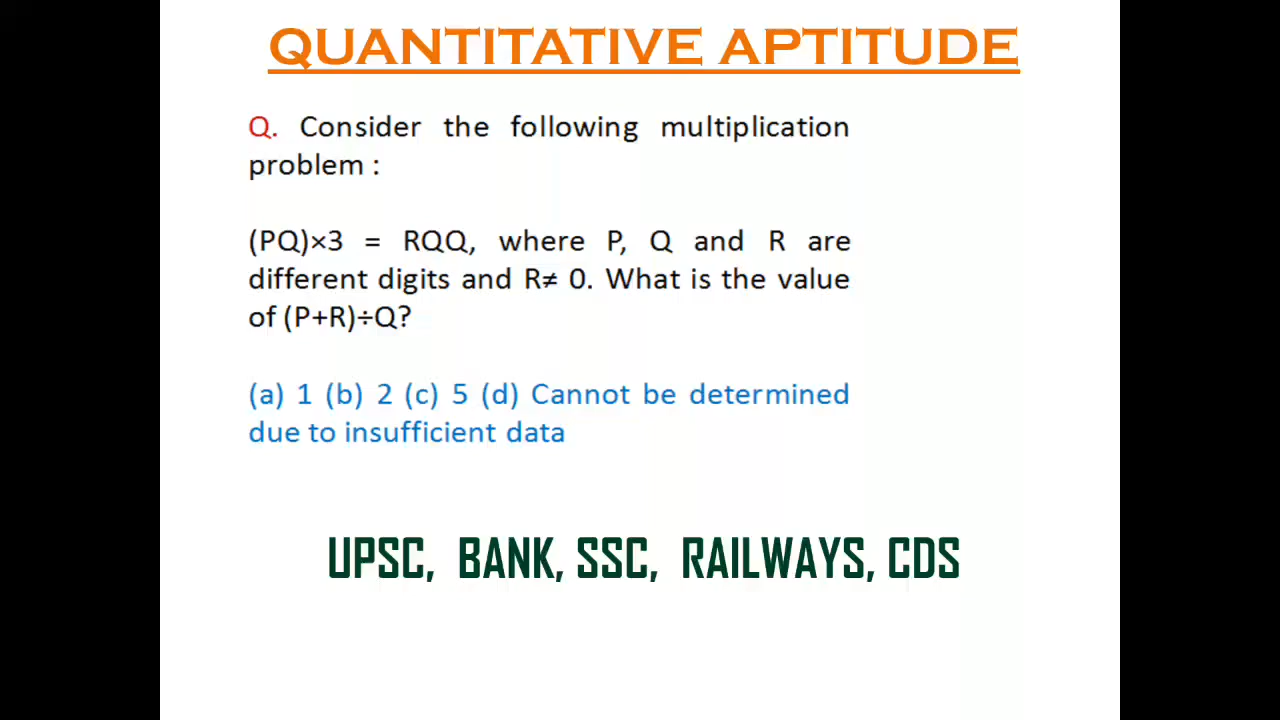 QUANTITATIVE APTITUDE
Q. Consider the following multiplication
problem :
(PQ)×3 = RQQ, where P, Q and R are
different digits and R≠ 0. What is the value
of (P+R)÷Q?
(a) 1 (b) 2 (c) 5 (d) Cannot be determined
due to insufficient data
UPSC, BANK, SSC, RAILWAYS, CDS